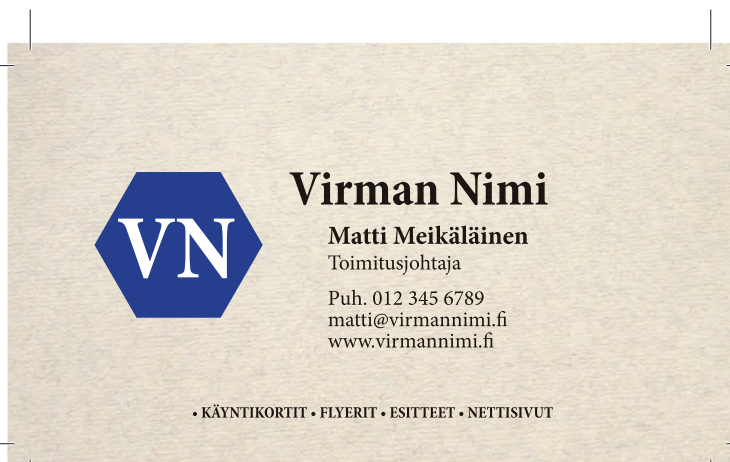 VN
Virman Nimi
Matti Meikäläinen
Toimitusjohtaja
Puh. 012 345 6789
matti@virmannimi.fi
www.virmannimi.fi
• KÄYNTIKORTIT • FLYERIT • ESITTEET • NETTISIVUT